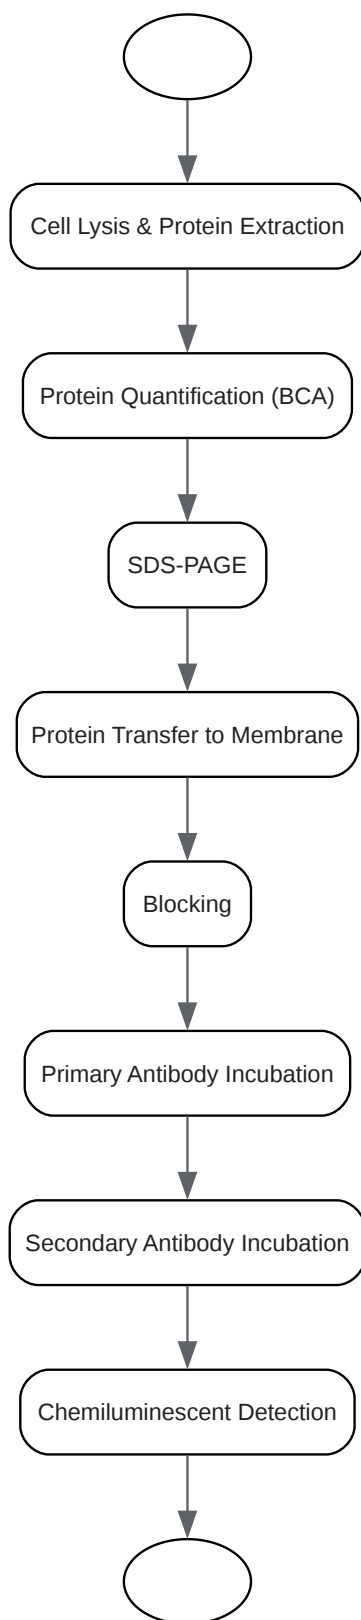 Cell Lysis & Protein Extraction
Protein Quantification (BCA)
SDS-PAGE
Protein Transfer to Membrane
Blocking
Primary Antibody Incubation
Secondary Antibody Incubation
Chemiluminescent Detection